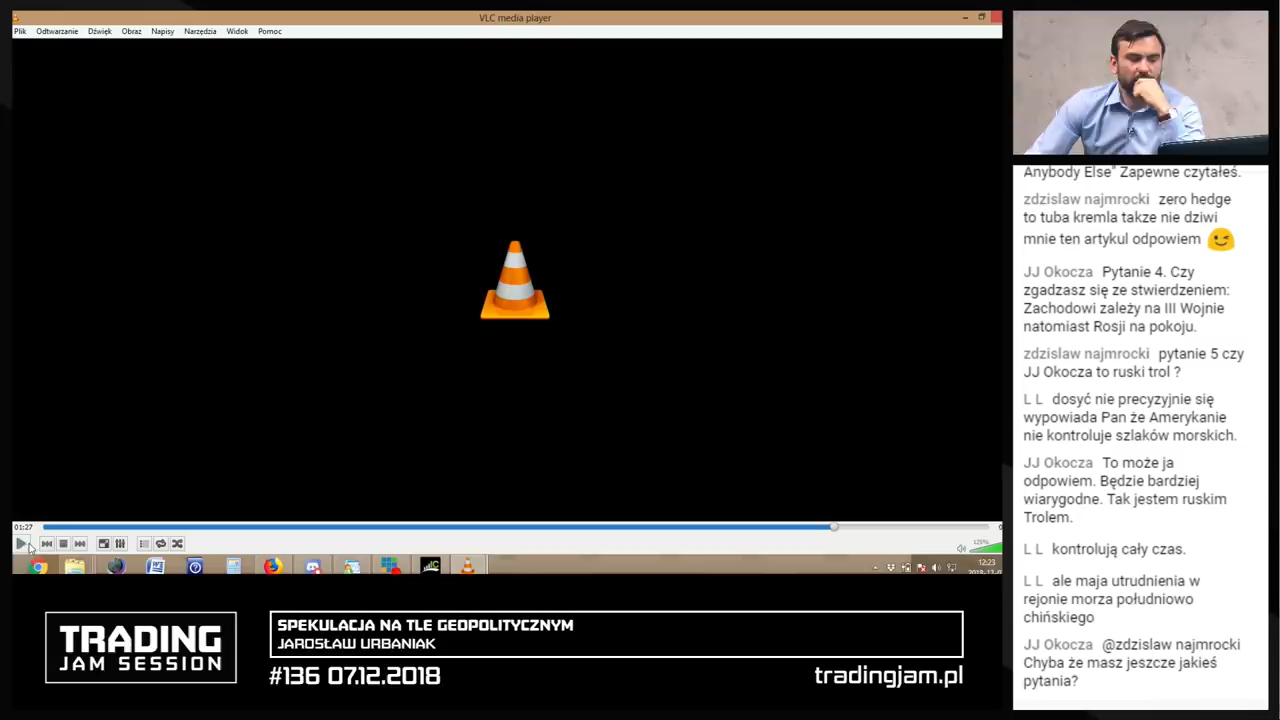 VLC media player
Plik Odtwarzanie Dźwięk Obraz Napisy Narzędzia Widok Pomoc
01:27
125%
12:23
TRADING
JAM SESSION
SPEKULACJA NA TLE GEOPOLITYCZNYM
JAROSŁAW URBANIAK
#136 07.12.2018
tradingjam.pl
Anybody Else" Zapewne czytałeś.
zdzislaw najmrocki zero hedge
to tuba kremla takze nie dziwi
mnie ten artykul odpowiem
JJ Okocza Pytanie 4. Czy
zgadzasz się ze stwierdzeniem:
Zachodowi zależy na III Wojnie
natomiast Rosji na pokoju.
zdzislaw najmrocki pytanie 5 czy
JJ Okocza to ruski trol ?
L L dosyć nie precyzyjnie się
wypowiada Pan że Amerykanie
nie kontroluje szlaków morskich.
JJ Okocza To może ja
odpowiem. Będzie bardziej
wiarygodne. Tak jestem ruskim
Trolem.
L L kontrolują cały czas.
L L ale maja utrudnienia w
rejonie morza południowo
chińskiego
JJ Okocza @zdzislaw najmrocki
Chyba że masz jeszcze jakieś
pytania?